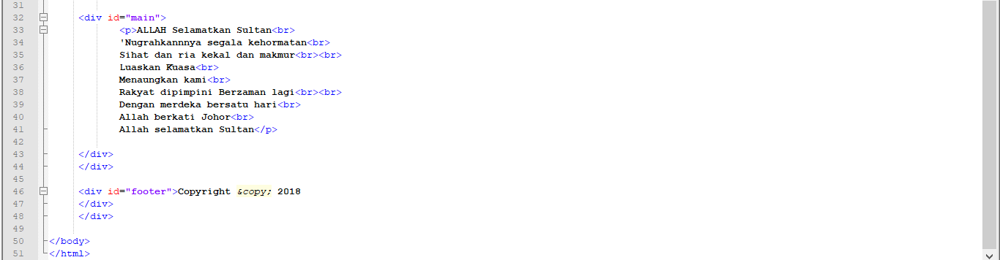 31
32 <div id="main">
33 <p>ALLAH Selamatkan Sultan<br>
34 'Nugrahkannnya segala kehormatan<br>
35 Sihat dan ria kekal dan makmur<br><br>
36 Luaskan Kuasa<br>
37 Menaungkan kami<br>
38 Rakyat dipimpini Berzaman lagi<br><br>
39 Dengan merdeka bersatu hari<br>
40 Allah berkati Johor<br>
41 Allah selamatkan Sultan</p>
42
43 </div>
44 </div>
45
46 <div id="footer">Copyright &copy; 2018
47 </div>
48 </div>
49
50 </body>
51 </html>